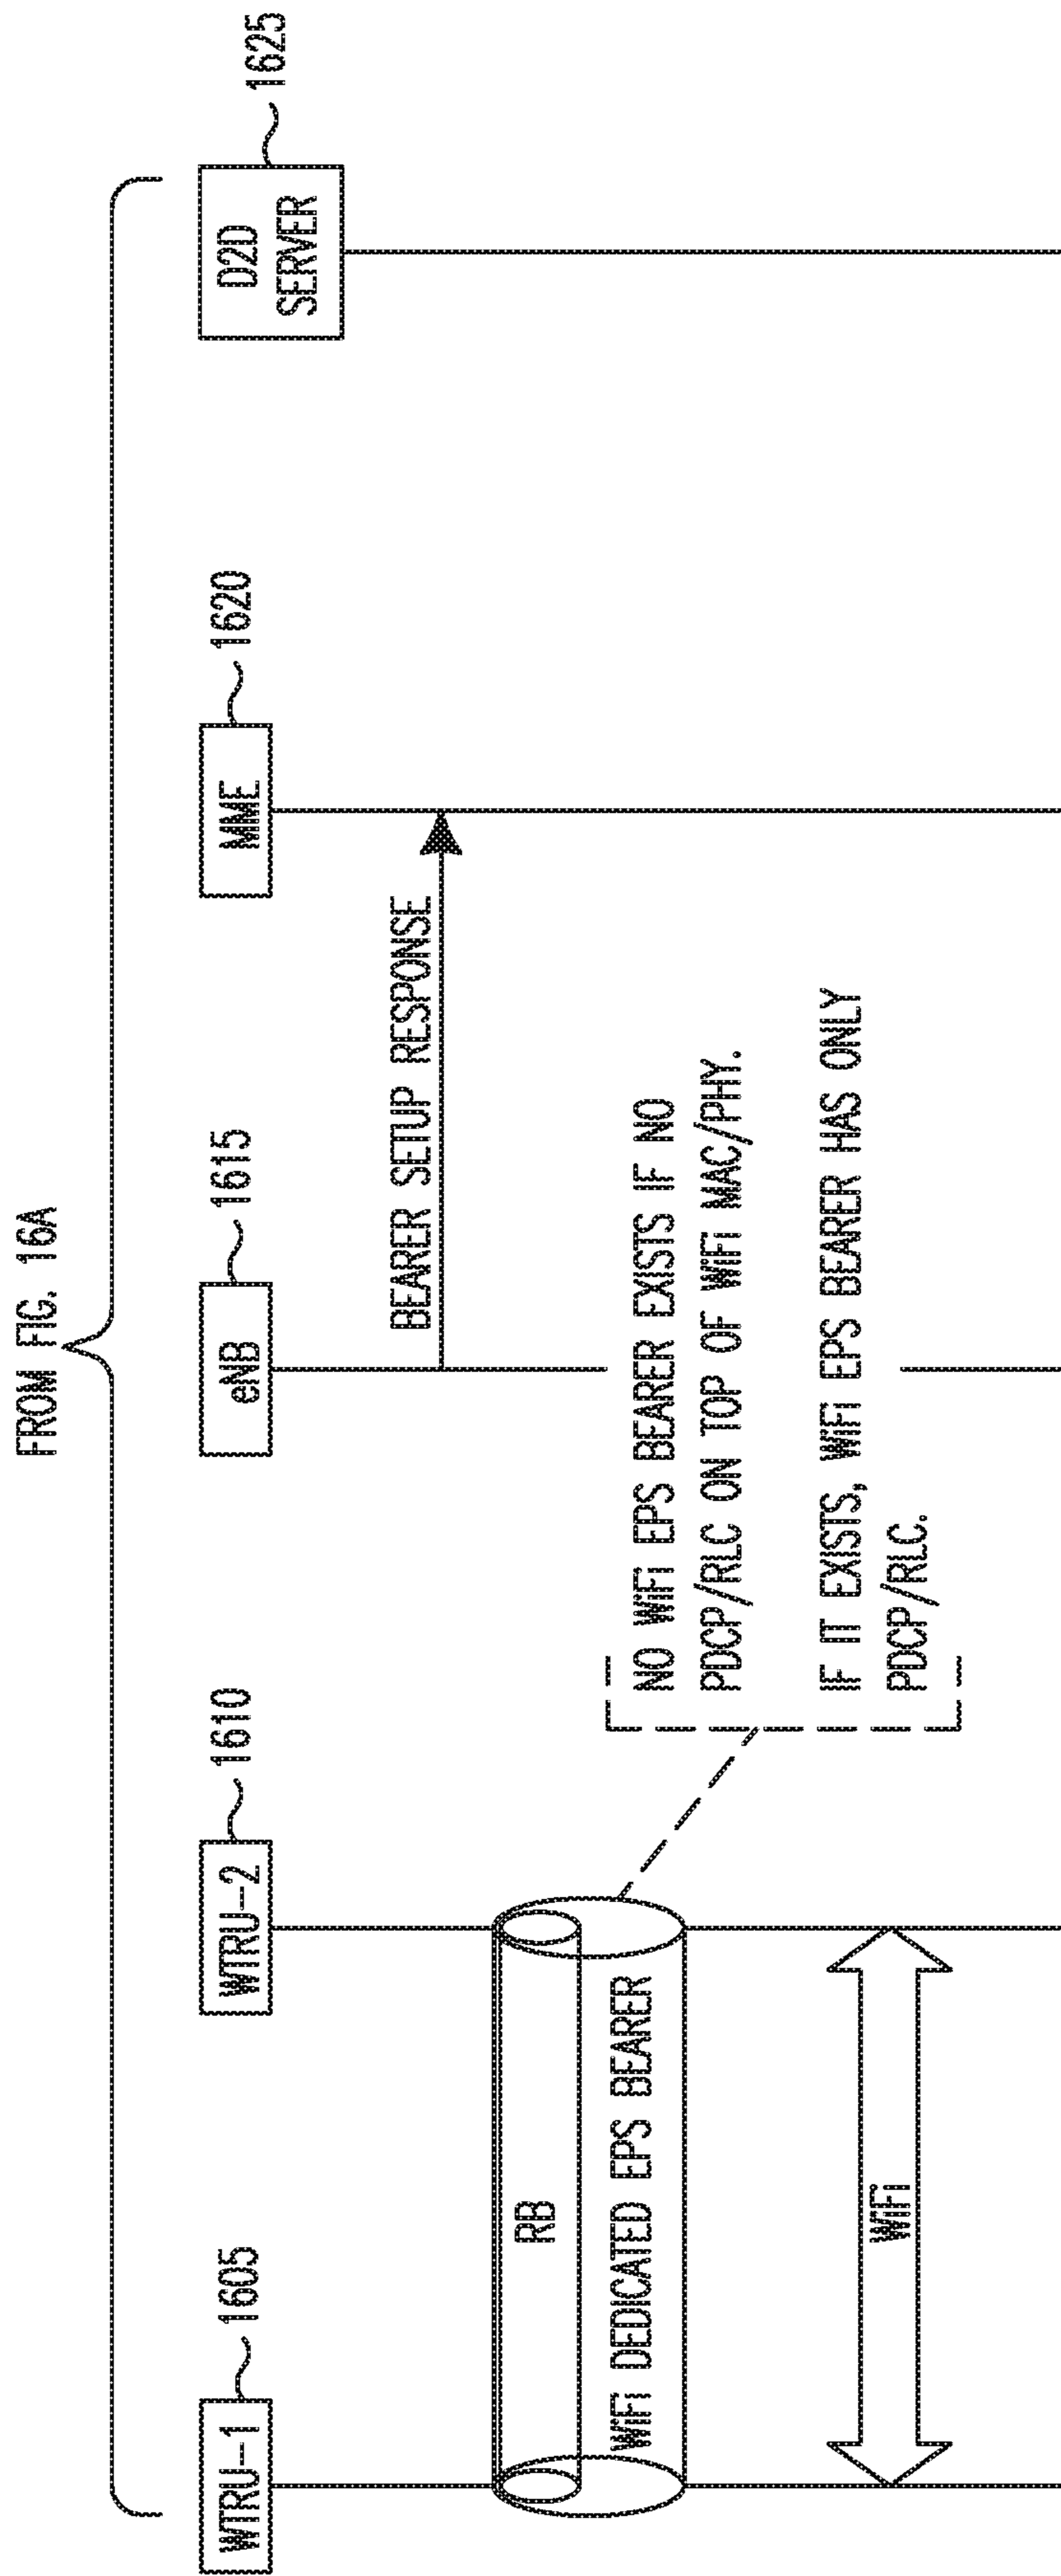 FROM FIG. 16A
WTRU-1
1605
WTRU-2
1610
eNB
1615
MME
1620
D2D
SERVER
1625
BEARER SETUP RESPONSE
RB
WiFi DEDICATED EPS BEARER
NO WiFi EPS BEARER EXISTS IF NO
PDCP/RLC ON TOP OF WiFi MAC/PHY.
IF IT EXISTS, WiFi EPS BEARER HAS ONLY
PDCP/RLC.
WiFi